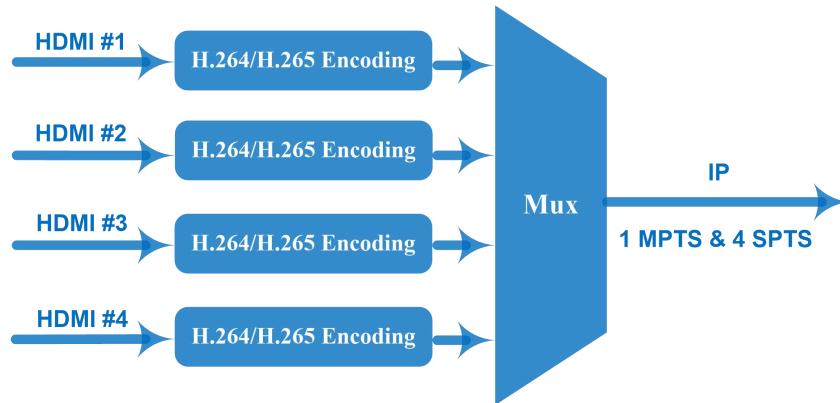 HDMI #1
H.264/H.265 Encoding
HDMI #2
H.264/H.265 Encoding
HDMI #3
H.264/H.265 Encoding
HDMI #4
H.264/H.265 Encoding
Mux
IP
1 MPTS & 4 SPTS